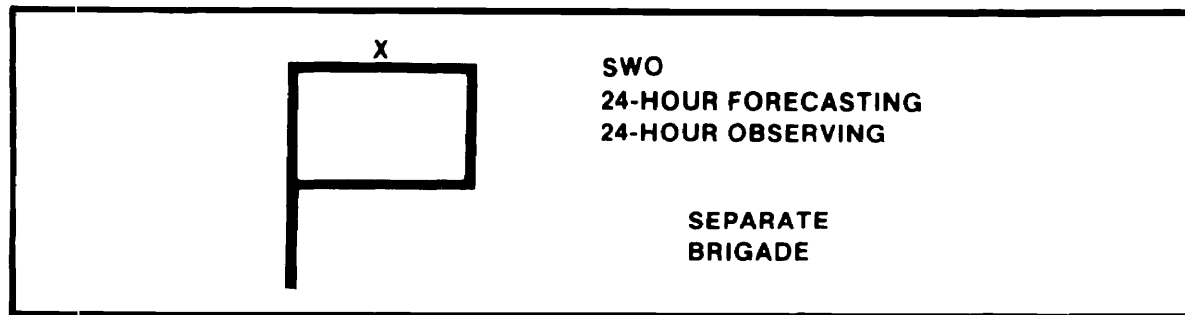 X
SWO
24-HOUR FORECASTING
24-HOUR OBSERVING
SEPARATE
BRIGADE